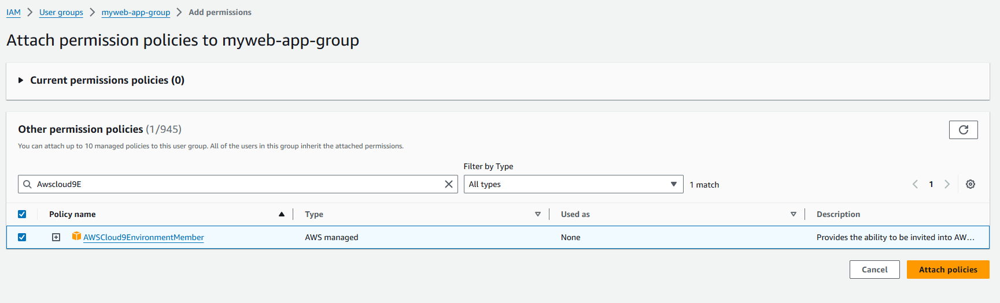 IAM > User groups > myweb-app-group > Add permissions
Attach permission policies to myweb-app-group
Current permissions policies (0)
Other permission policies (1/945)
You can attach up to 10 managed policies to this user group. All of the users in this group inherit the attached permissions.
Filter by Type
Awscloud9E All types 1 match 1
Policy name Type Used as Description
AWSCloud9EnvironmentMember AWS managed None Provides the ability to be invited into AW...
Cancel Attach policies